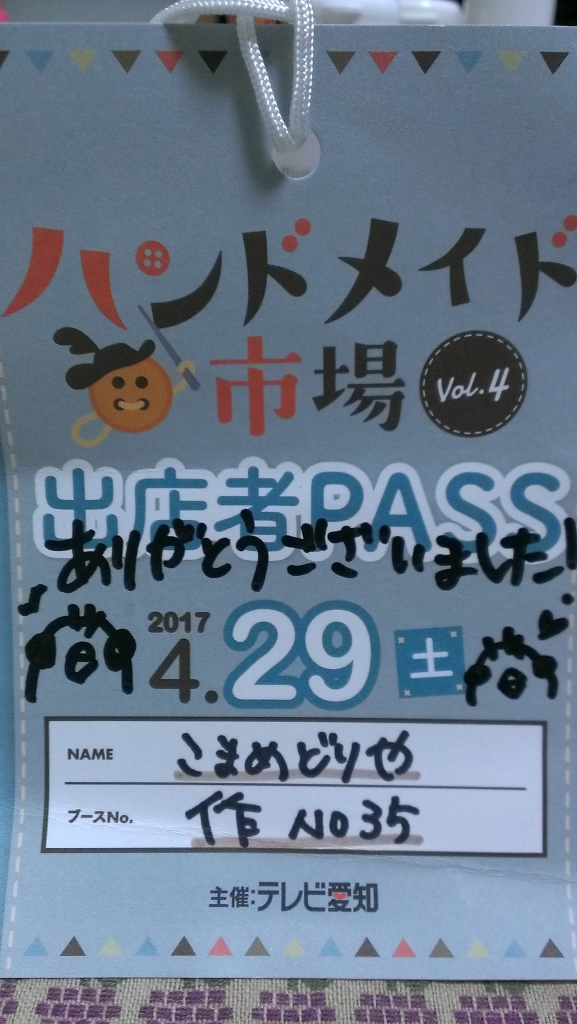 ハンドメイド
市場 Vol.4
出店者PASS
ありがとうございました!
2017
4.29 土
NAME こまめどりや
ブースNo. 作 NO 35
主催:テレビ愛知